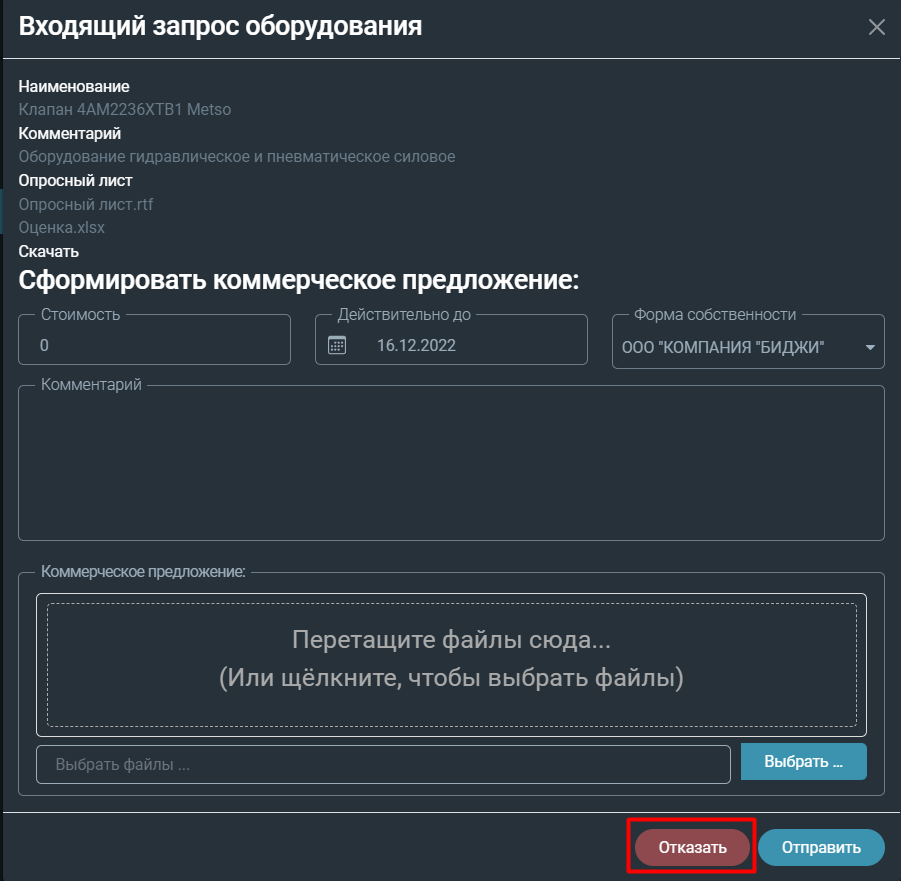 Входящий запрос оборудования
Наименование
Клапан 4AM2236XTB1 Metso
Комментарий
Оборудование гидравлическое и пневматическое силовое
Опросный лист
Опросный лист.rtf
Оценка.xlsx
Скачать
Сформировать коммерческое предложение:
Стоимость
0
Действительно до
16.12.2022
Форма собственности
ООО "КОМПАНИЯ "БИДЖИ"
Комментарий
Коммерческое предложение:
Перетащите файлы сюда...
(Или щёлкните, чтобы выбрать файлы)
Выбрать файлы ...
Выбрать ...
Отказать
Отправить